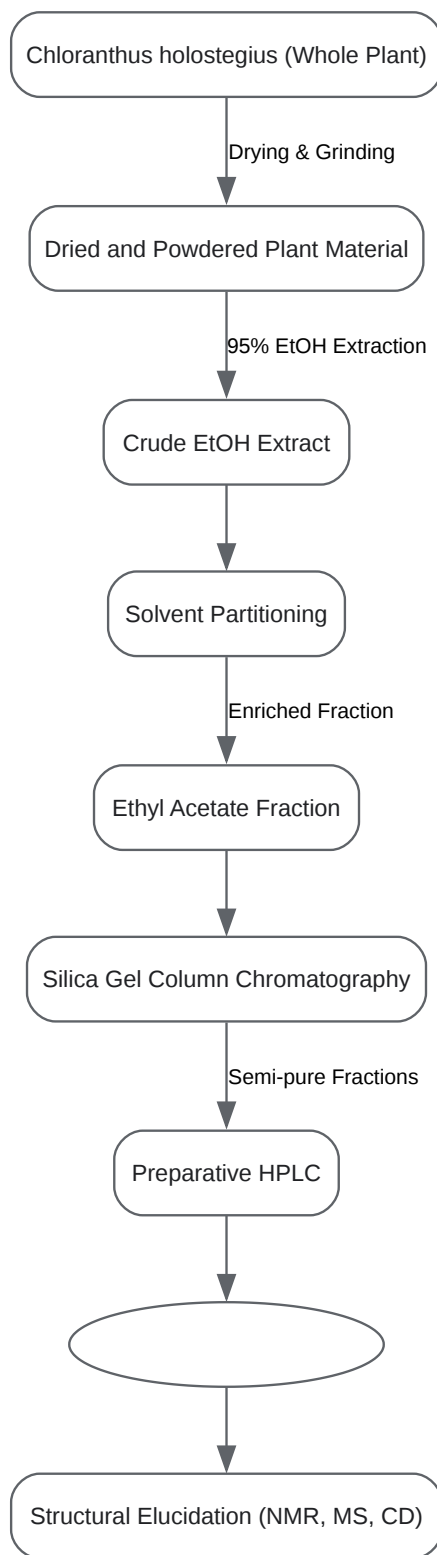 Chloranthus holostegius (Whole Plant)
Drying & Grinding
Dried and Powdered Plant Material
95% EtOH Extraction
Crude EtOH Extract
Solvent Partitioning
Enriched Fraction
Ethyl Acetate Fraction
Silica Gel Column Chromatography
Semi-pure Fractions
Preparative HPLC
Structural Elucidation (NMR, MS, CD)